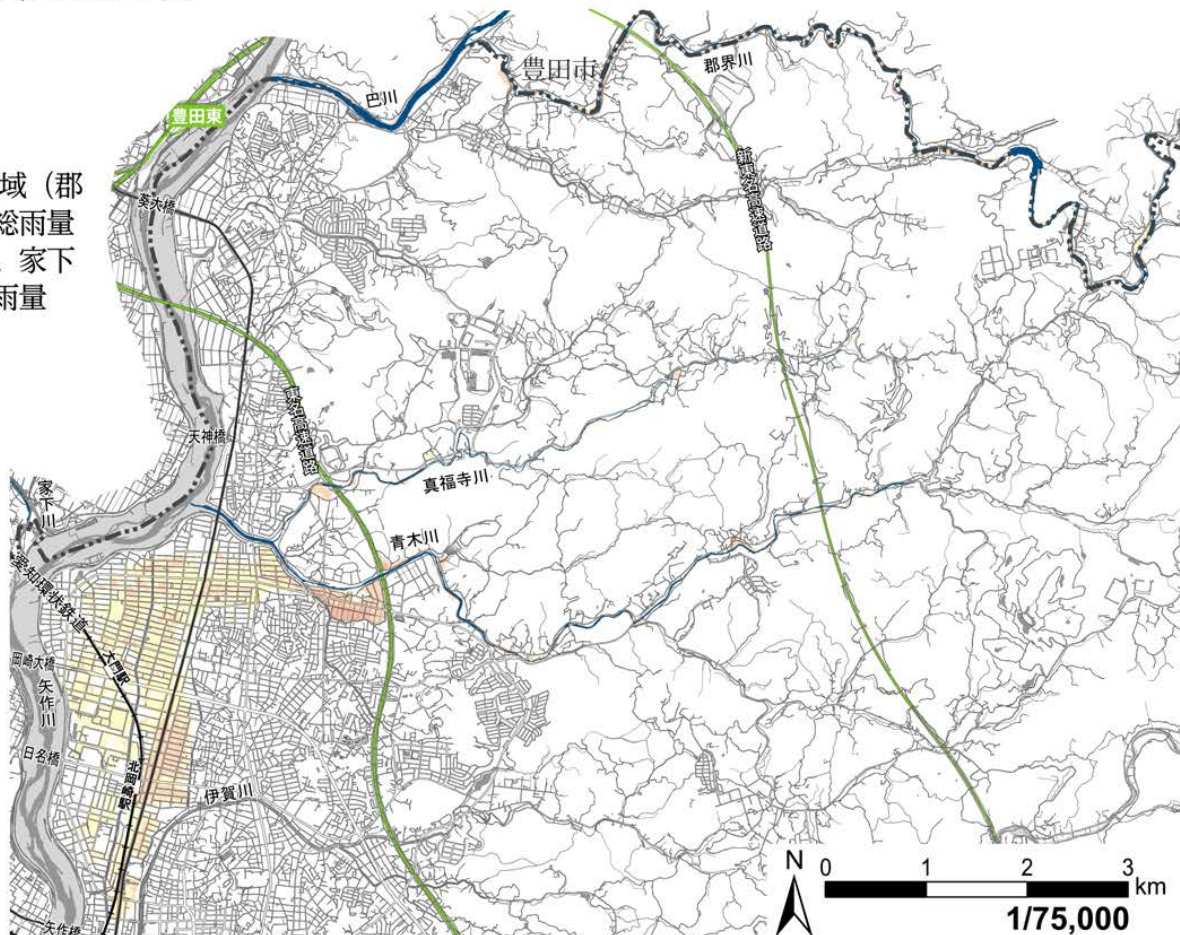 域（郡
総雨量
家下
雨量
豊田市
郡界川
巴川
豊田東
葵大橋
新東名高速道路
東名高速道路
天神橋
真福寺川
家下川
青木川
愛知環状鉄道
大門駅
岡崎大橋
矢作川
日名橋
北岡崎駅
伊賀川
矢作橋
N
0 1 2 3
km
1/75,000